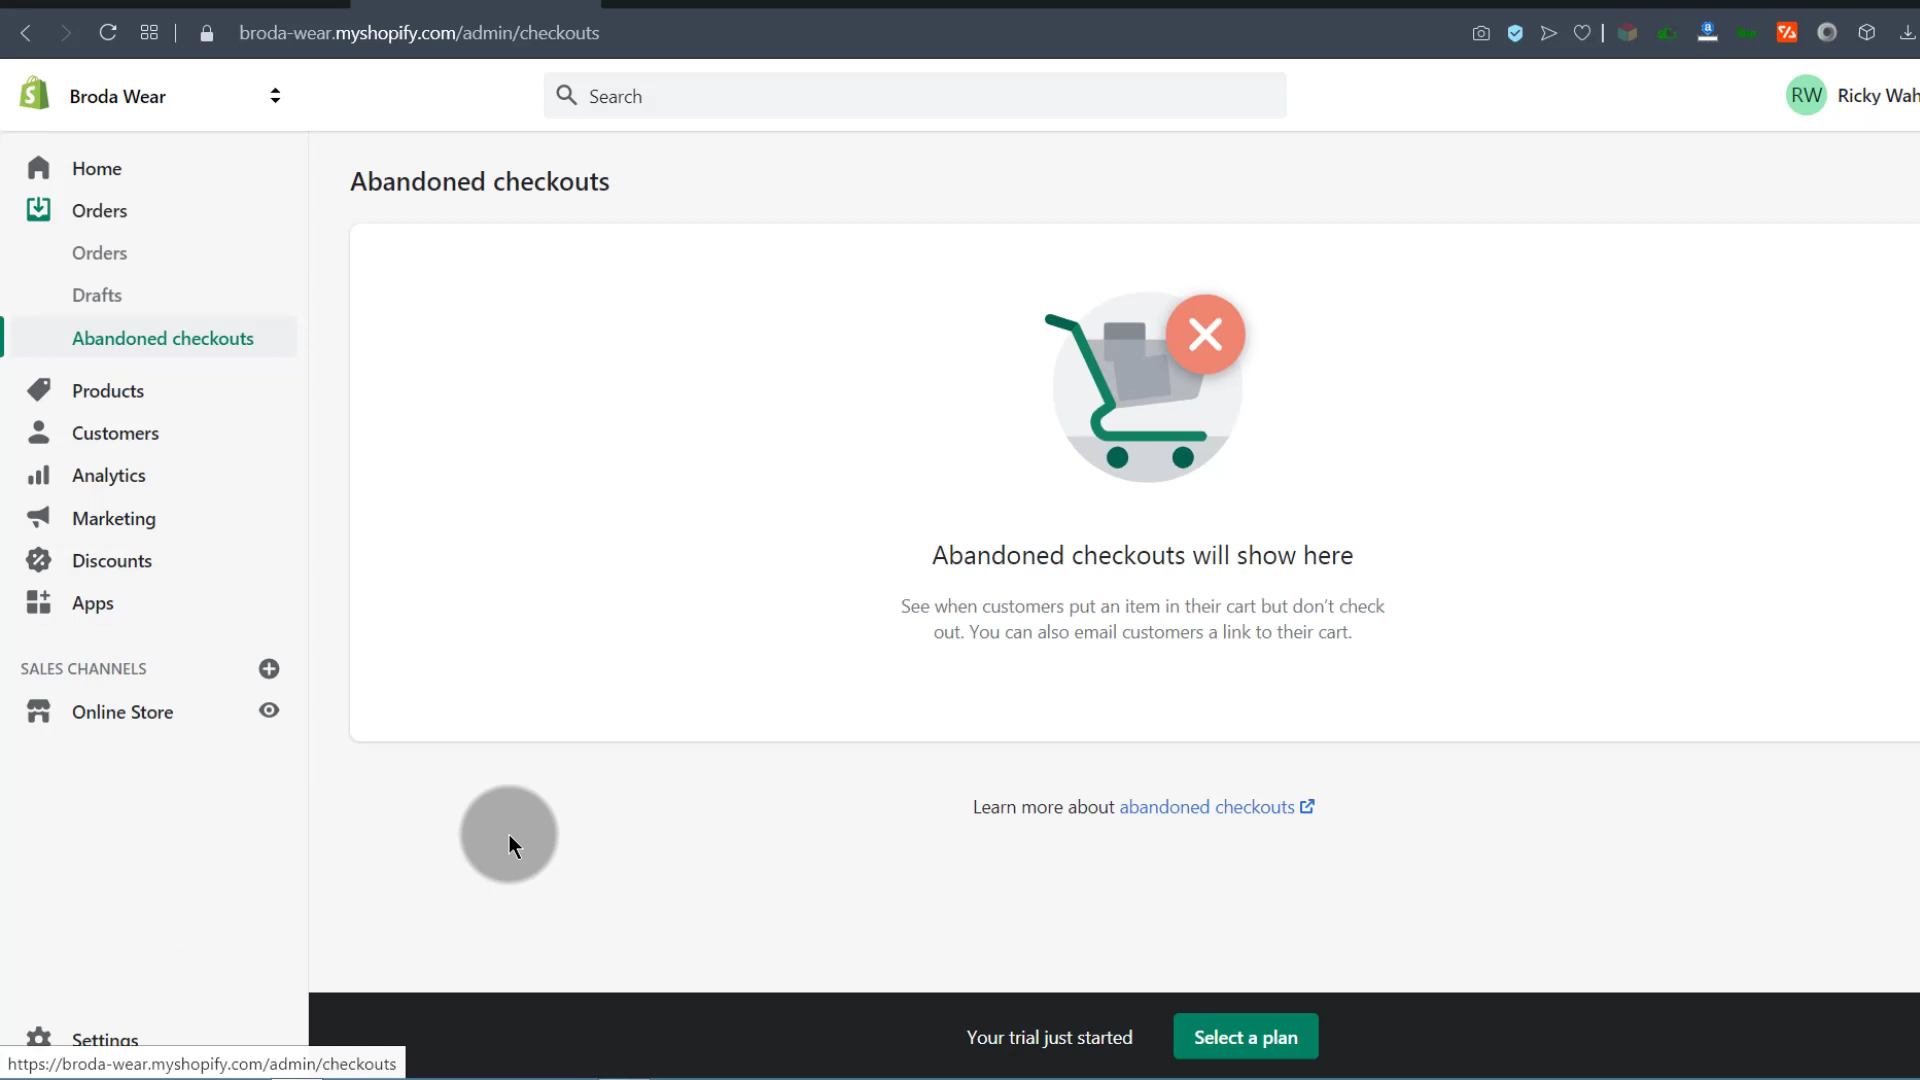 broda-wear.myshopify.com/admin/checkouts
Broda Wear
Search
RW
Ricky Wah
Home
Orders
Orders
Drafts
Abandoned checkouts
Products
Customers
Analytics
Marketing
Discounts
Apps
SALES CHANNELS
Online Store
Settings
https://broda-wear.myshopify.com/admin/checkouts
Abandoned checkouts
Abandoned checkouts will show here
See when customers put an item in their cart but don't check
out. You can also email customers a link to their cart.
Learn more about abandoned checkouts
Your trial just started
Select a plan